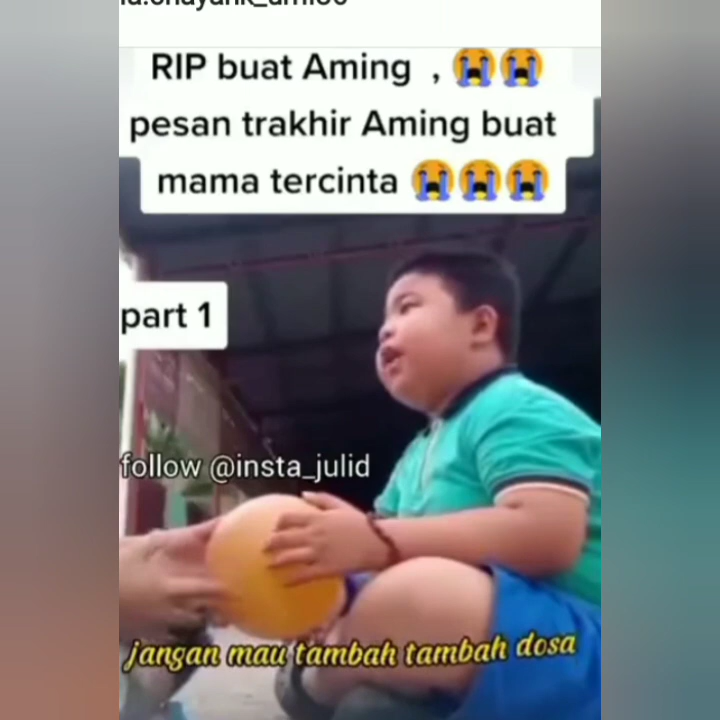 RIP buat Aming , 😭😭
pesan trakhir Aming buat
mama tercinta 😭😭😭
part 1
follow @insta_julid
jangan mau tambah tambah dosa